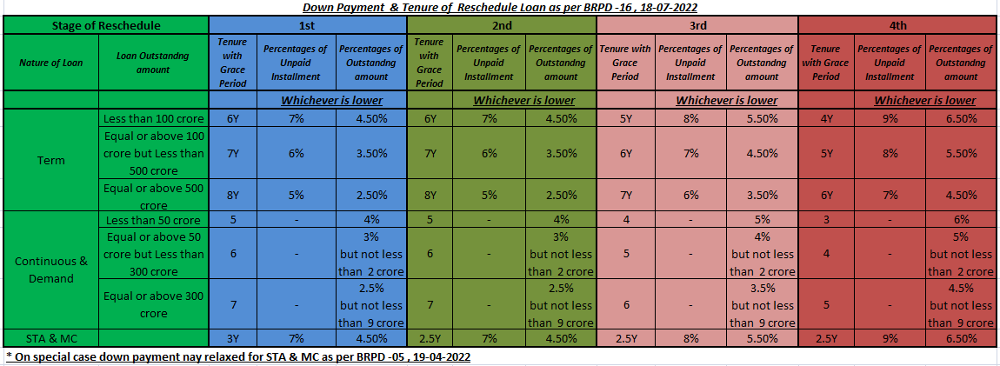 Down Payment & Tenure of Reschedule Loan as per BRPD -16 , 18-07-2022
Stage of Reschedule 1st 2nd 3rd 4th
Nature of Loan Loan Outstandng amount Tenure with Grace Period Percentages of Unpaid Installment Percentages of Outstandng amount Tenure with Grace Period Percentages of Unpaid Installment Percentages of Outstandng amount Tenure with Grace Period Percentages of Unpaid Installment Percentages of Outstandng amount Tenure with Grace Period Percentages of Unpaid Installment Percentages of Outstandng amount
Whichever is lower Whichever is lower Whichever is lower Whichever is lower
Term
Less than 100 crore 6Y 7% 4.50% 6Y 7% 4.50% 5Y 8% 5.50% 4Y 9% 6.50%
Equal or above 100 crore but Less than 500 crore 7Y 6% 3.50% 7Y 6% 3.50% 6Y 7% 4.50% 5Y 8% 5.50%
Equal or above 500 crore 8Y 5% 2.50% 8Y 5% 2.50% 7Y 6% 3.50% 6Y 7% 4.50%
Continuous & Demand
Less than 50 crore 5 - 4% 5 - 4% 4 - 5% 3 - 6%
Equal or above 50 crore but Less than 300 crore 6 - 3% but not less than 2 crore 6 - 3% but not less than 2 crore 5 - 4% but not less than 2 crore 4 - 5% but not less than 2 crore
Equal or above 300 crore 7 - 2.5% but not less than 9 crore 7 - 2.5% but not less than 9 crore 6 - 3.5% but not less than 9 crore 5 - 4.5% but not less than 9 crore
STA & MC 3Y 7% 4.50% 2.5Y 7% 4.50% 2.5Y 8% 5.50% 2.5Y 9% 6.50%
* On special case down payment nay relaxed for STA & MC as per BRPD -05 , 19-04-2022